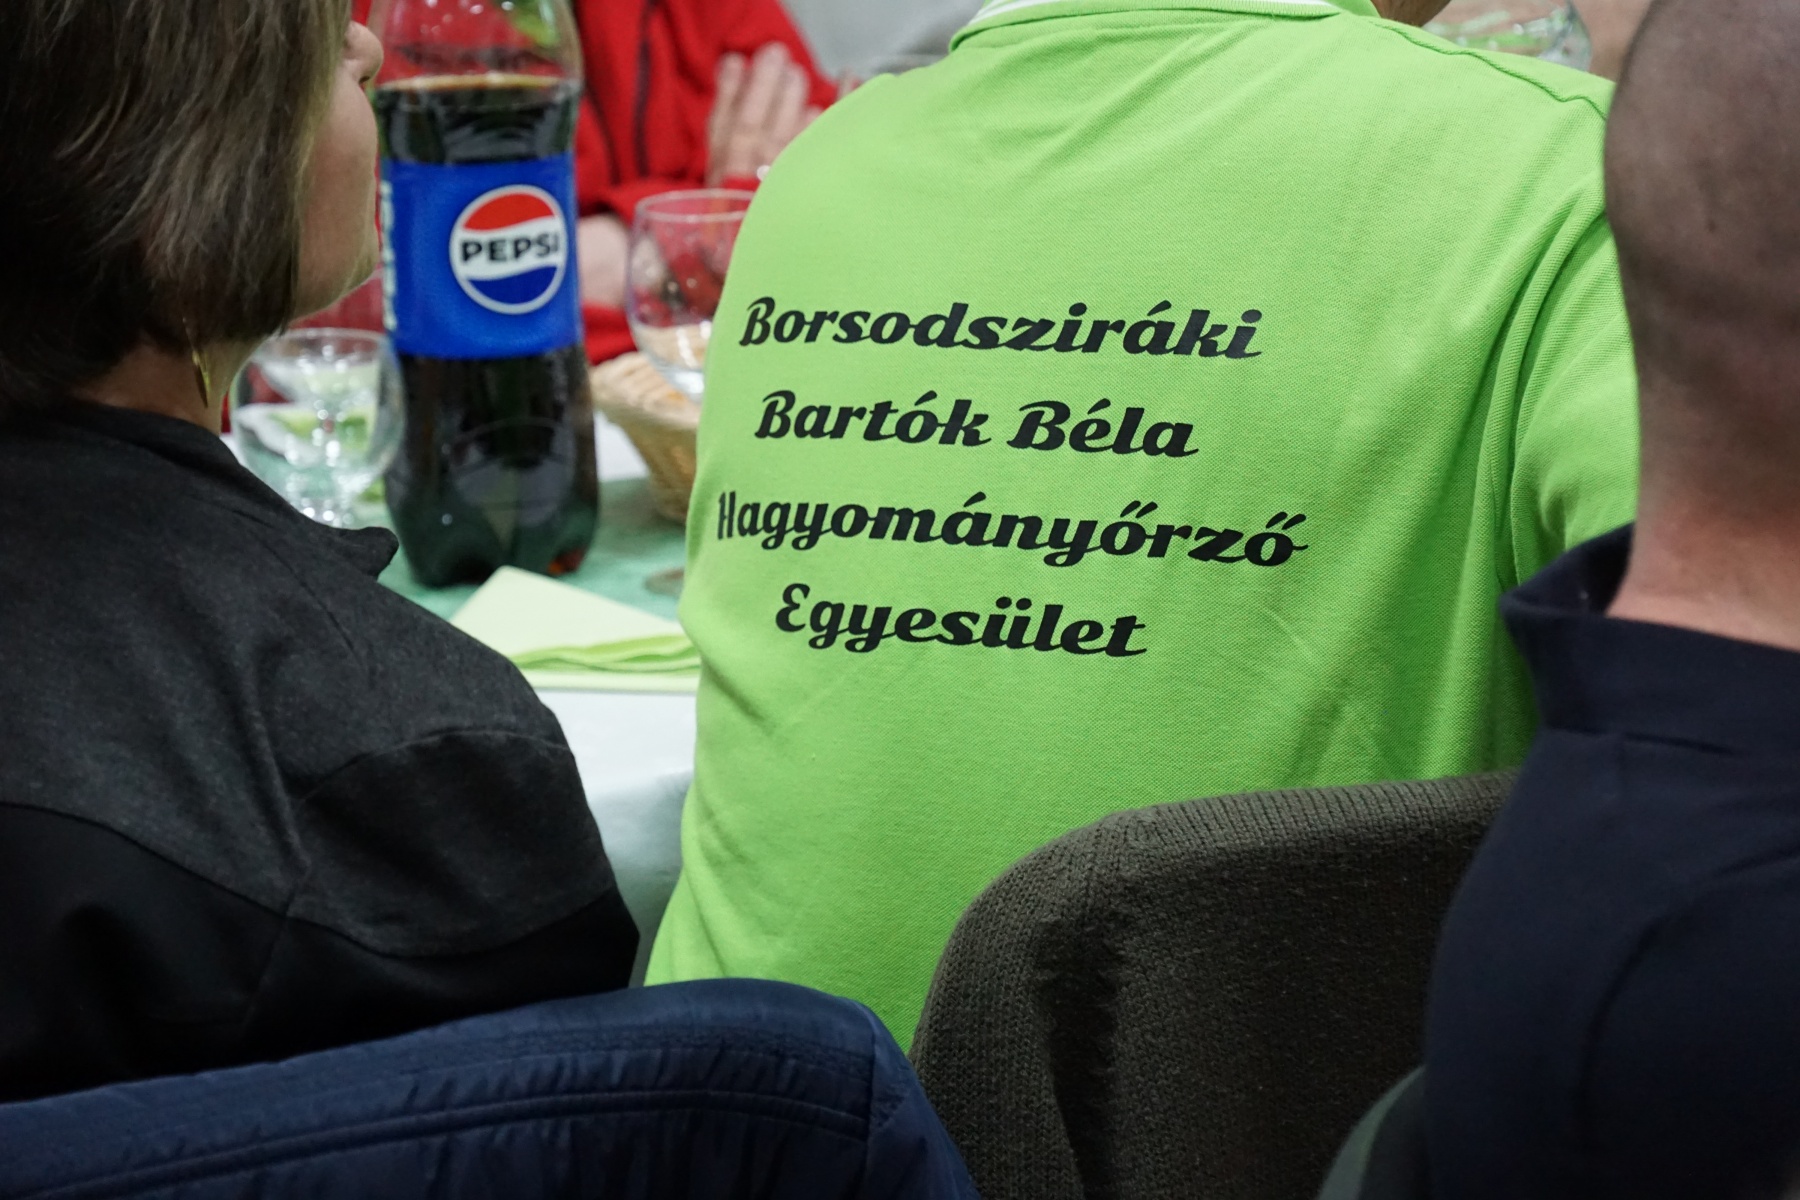 PEPSI
Borsodsziráki
Bartók Béla
Hagyományőrző
Egyesület